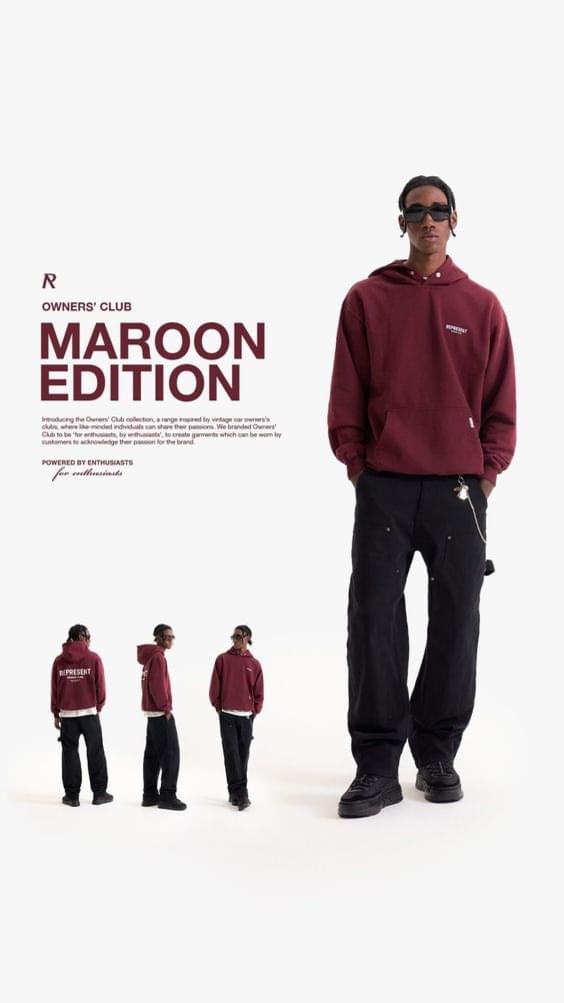 R
OWNERS' CLUB
MAROON
EDITION
Introducing the Owners' Club collection, a range inspired by vintage car owners's
clubs, where like-minded individuals can share their passions. We branded Owners'
Club to be 'for enthusiasts, by enthusiasts', to create garments which can be worn by
customers to acknowledge their passion for the brand.
POWERED BY ENTHUSIASTS
for enthusiasts
REPRESENT
REPRESENT